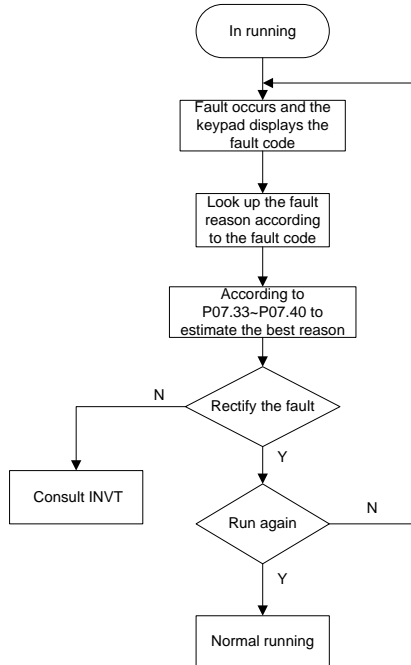 In running
Fault occurs and the
keypad displays the
fault code
Look up the fault
reason according
to the fault code
According to
P07.33~P07.40 to
estimate the best reason
N
Rectify the fault
Y
Consult INVT
Run again
N
Y
Normal running